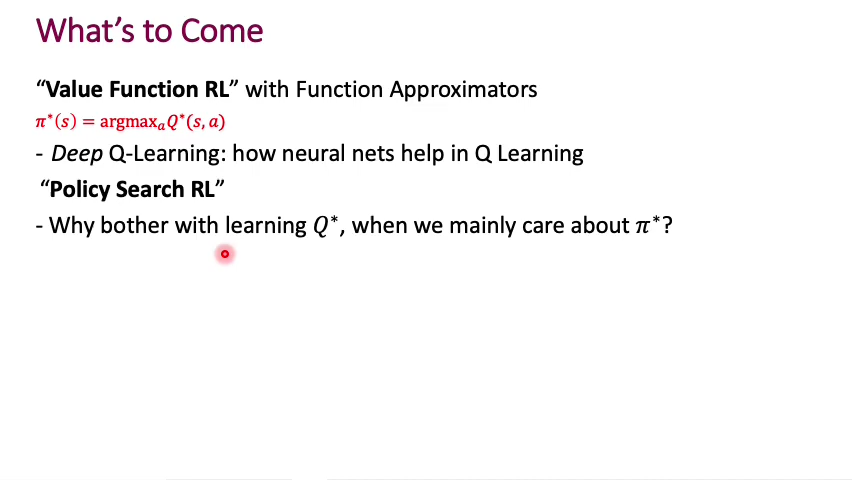 What's to Come
“Value Function RL” with Function Approximators
π*(s) = argmaxₐQ*(s, a)
- Deep Q-Learning: how neural nets help in Q Learning
“Policy Search RL”
- Why bother with learning Q*, when we mainly care about π*?